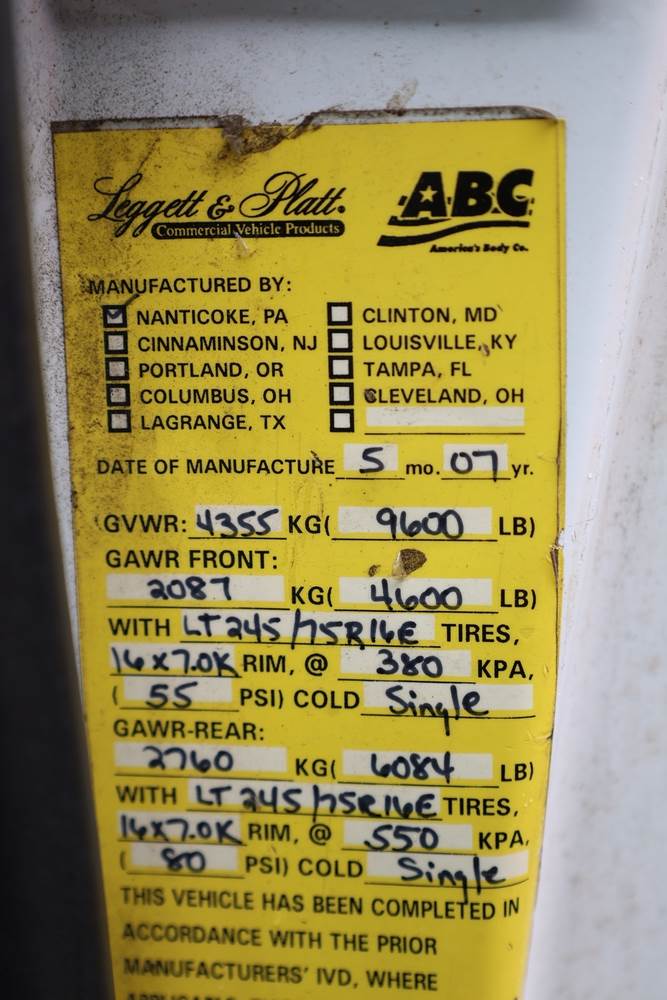 Leggett & Platt.
Commercial Vehicle Products
ABC
America's Body Co.
MANUFACTURED BY:
NANTICOKE, PA CLINTON, MD
CINNAMINSON, NJ LOUISVILLE, KY
PORTLAND, OR TAMPA, FL
COLUMBUS, OH CLEVELAND, OH
LAGRANGE, TX
DATE OF MANUFACTURE 5 mo. 07 yr.
GVWR: 4355 KG( 9600 LB)
GAWR FRONT:
2087 KG( 4600 LB)
WITH LT245/75R16E TIRES,
16x7.0K RIM, @ 380 KPA,
( 55 PSI) COLD Single
GAWR-REAR:
2760 KG( 6084 LB)
WITH LT245/75R16E TIRES,
16x7.0K RIM, @ 550 KPA,
( 80 PSI) COLD Single
THIS VEHICLE HAS BEEN COMPLETED IN
ACCORDANCE WITH THE PRIOR
MANUFACTURERS' IVD, WHERE